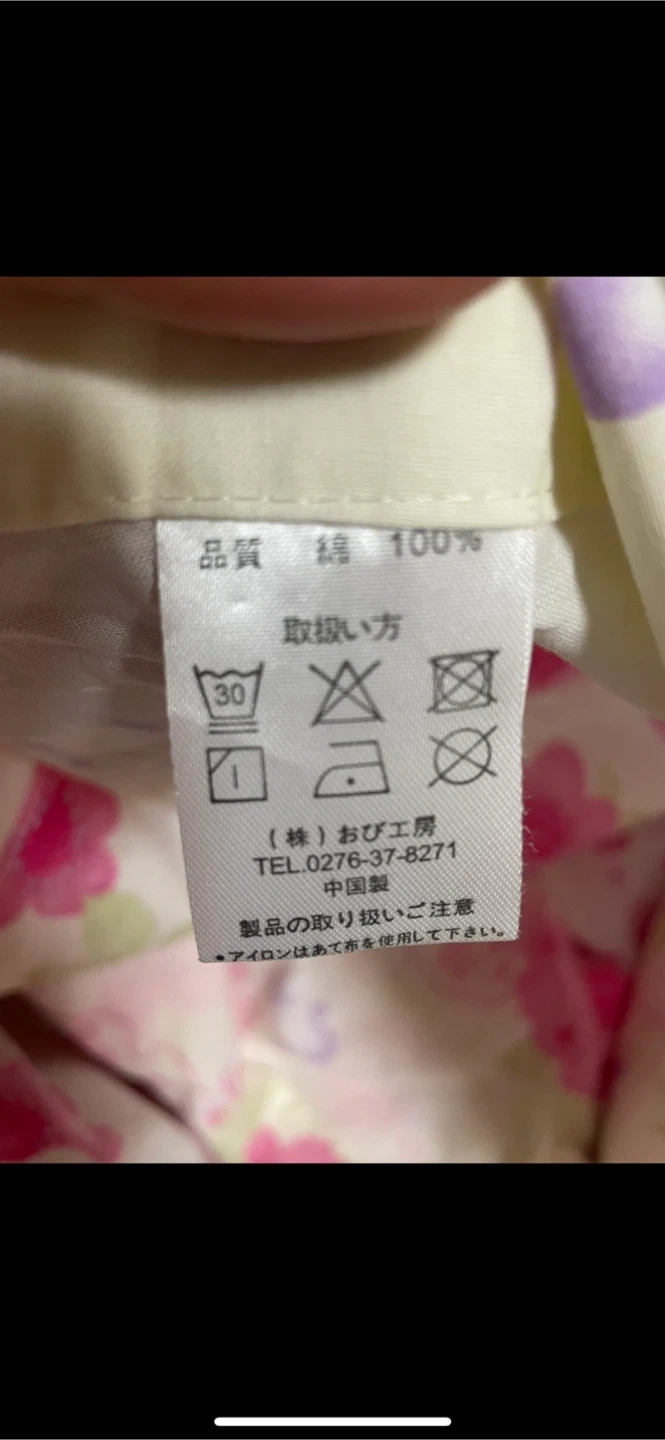 品質 綿 100%
取扱い方
30
(株)おび工房
TEL.0276-37-8271
中国製
製品の取り扱いご注意
•アイロンはあて布を使用して下さい。